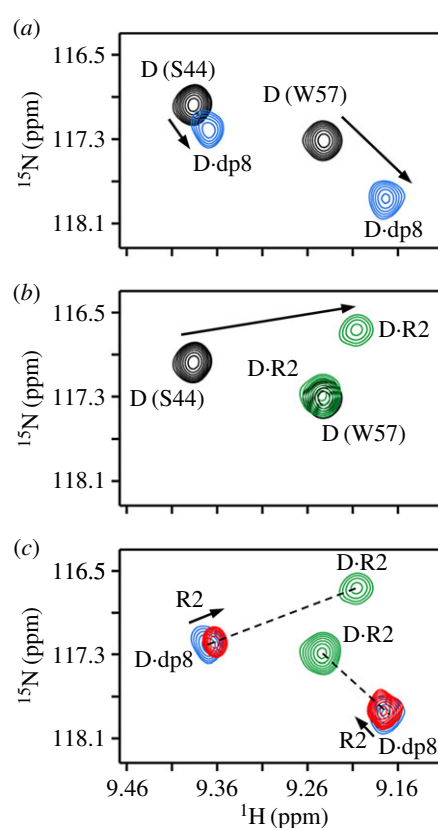 (a)
116.5
D (S44)
D (W57)
117.3
D·dp8
118.1
D·dp8
¹⁵N (ppm)
(b)
116.5
D·R2
D·R2
117.3
D (S44)
D (W57)
118.1
¹⁵N (ppm)
(c)
116.5
D·R2
R2
D·R2
117.3
D·dp8
118.1
R2
D·dp8
¹⁵N (ppm)
9.46 9.36 9.26 9.16
¹H (ppm)